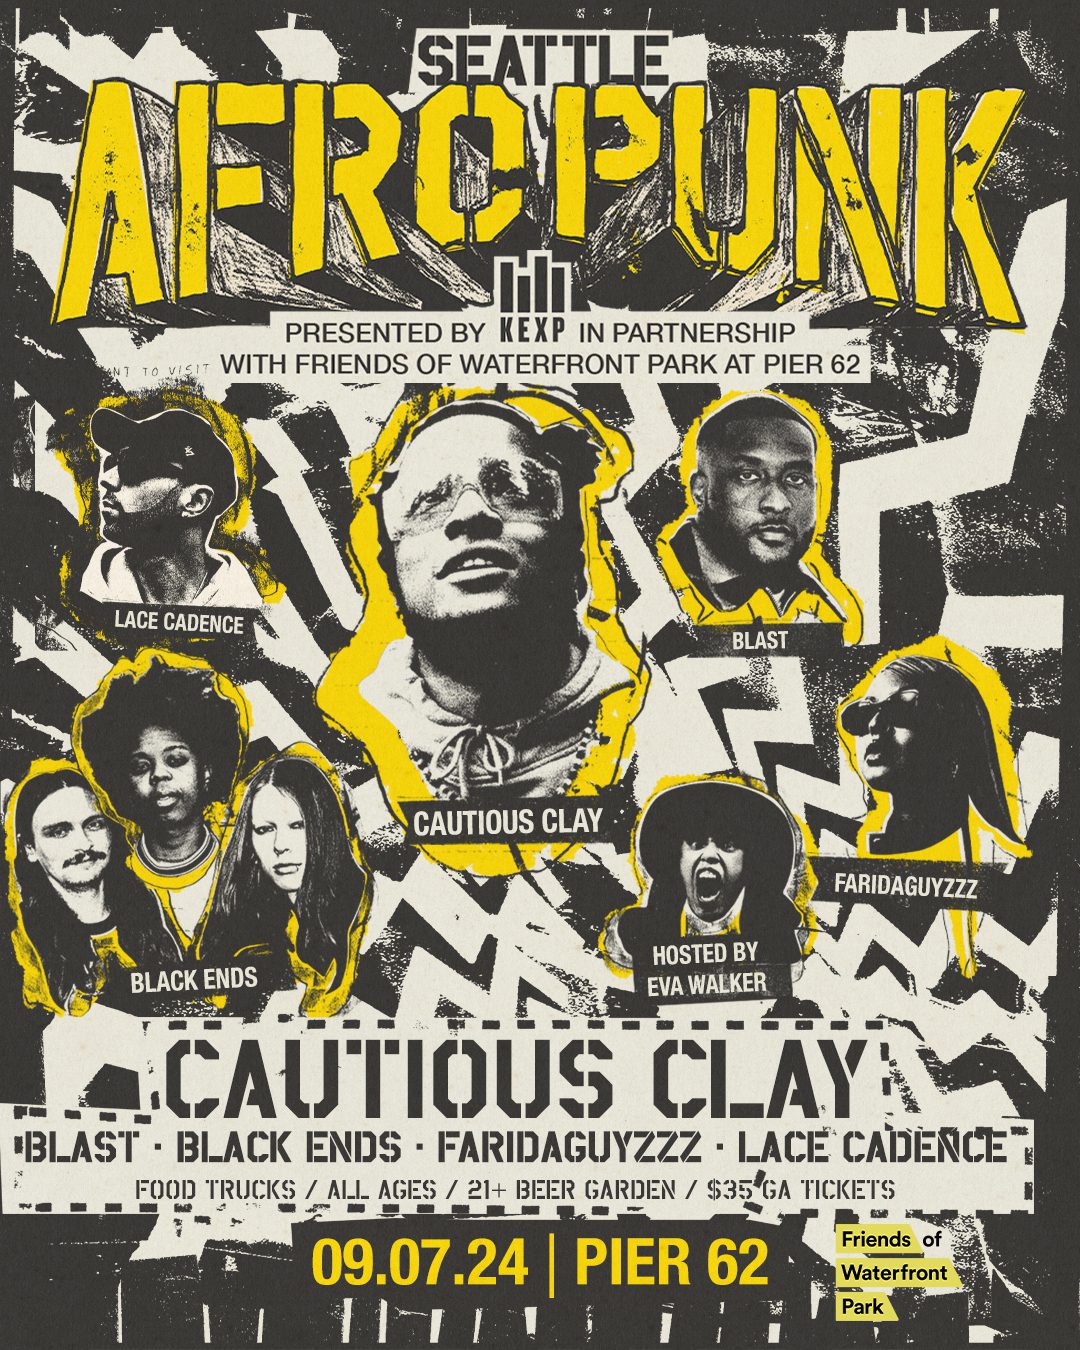 SEATTLE
AFROPUNK
PRESENTED BY KEXP IN PARTNERSHIP
WITH FRIENDS OF WATERFRONT PARK AT PIER 62
TO VISIT
LACE CADENCE
BLAST
CAUTIOUS CLAY
FARIDAGUYZZZ
BLACK ENDS
HOSTED BY
EVA WALKER
CAUTIOUS CLAY
BLAST · BLACK ENDS · FARIDAGUYZZZ · LACE CADENCE
FOOD TRUCKS / ALL AGES / 21+ BEER GARDEN / $35 GA TICKETS
09.07.24 | PIER 62
Friends of
Waterfront
Park